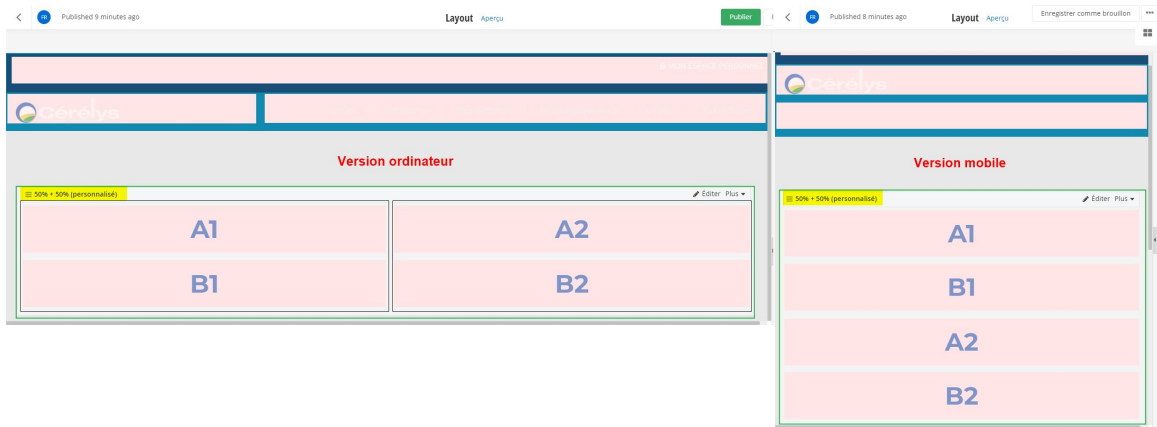 FR Published 9 minutes ago Layout Aperçu Publier
Cérélys
Version ordinateur
50% + 50% (personnalisé) Éditer Plus
A1 A2
B1 B2
FR Published 8 minutes ago Layout Aperçu Enregistrer comme brouillon
Cérélys
Version mobile
50% + 50% (personnalisé) Éditer Plus
A1
B1
A2
B2